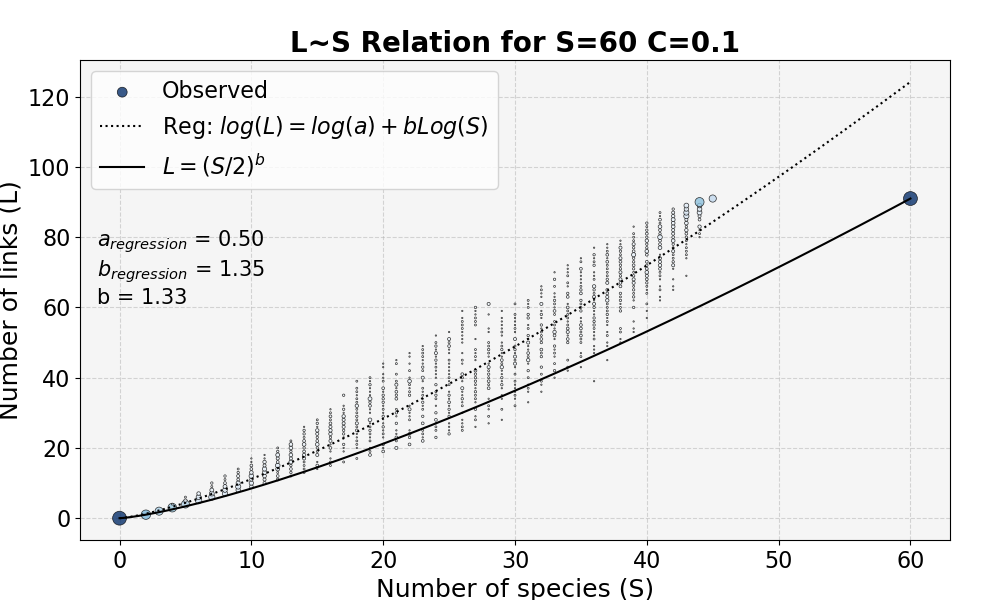 L~S Relation for S=60 C=0.1
Observed
Reg: log(L) = log(a) + bLog(S)
L = (S/2)^b
a_regression = 0.50
b_regression = 1.35
b = 1.33
Number of links (L)
120
100
80
60
40
20
0
0 10 20 30 40 50 60
Number of species (S)